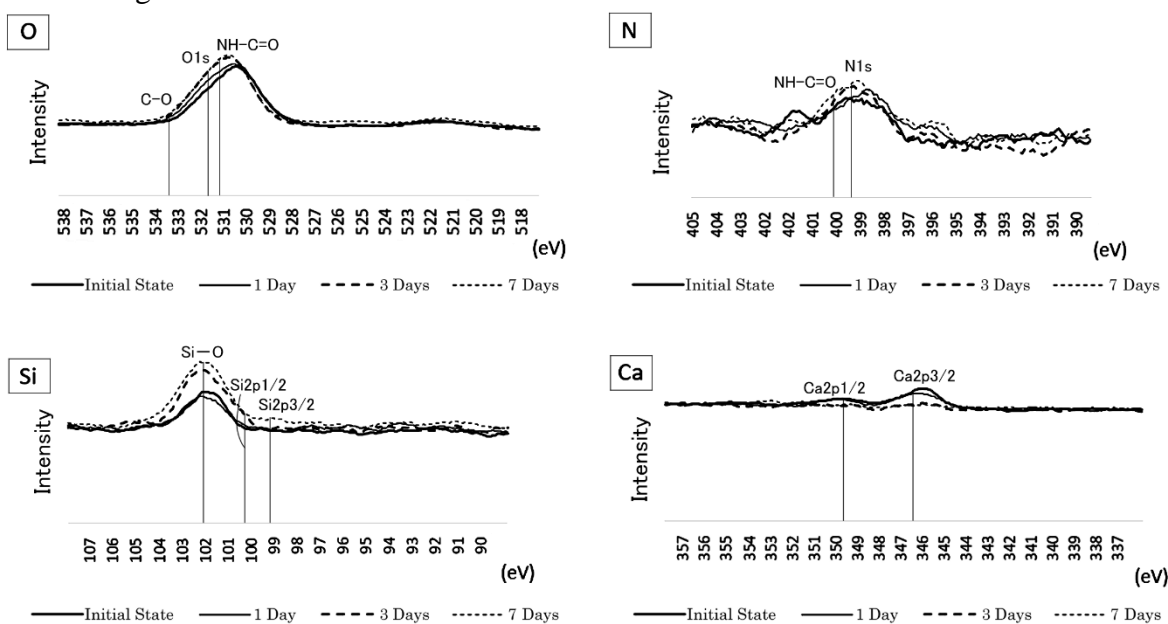 O
NH-C=O
O1s
C-O
Intensity
538 537 536 535 534 533 532 531 530 529 528 527 526 525 524 523 522 521 520 519 518
(eV)
Initial State 1 Day 3 Days 7 Days
N
N1s
NH-C=O
Intensity
405 404 403 402 402 401 400 399 398 397 396 395 394 393 392 391 390
(eV)
Initial State 1 Day 3 Days 7 Days
Si
Si—O
Si2p1/2
Si2p3/2
Intensity
107 106 105 104 103 102 101 100 99 98 97 96 95 94 93 92 91 90
(eV)
Initial State 1 Day 3 Days 7 Days
Ca
Ca2p1/2
Ca2p3/2
Intensity
357 356 355 354 353 352 351 350 349 348 347 346 345 344 343 342 341 340 339 338 337
(eV)
Initial State 1 Day 3 Days 7 Days